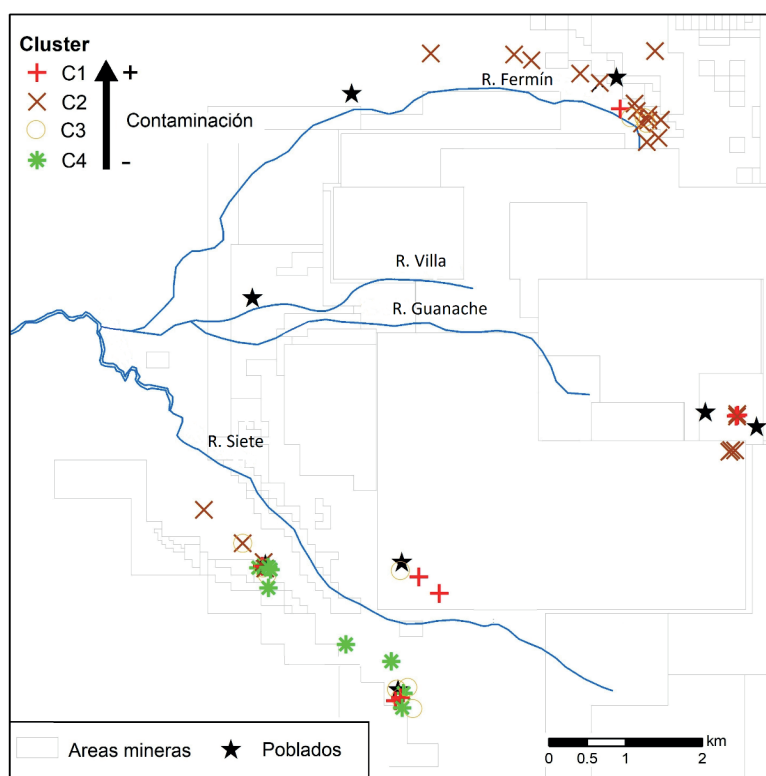 Cluster
C1
C2
C3
C4
+
Contaminación
-
R. Fermín
R. Villa
R. Guanache
R. Siete
Areas mineras
Poblados
km
0 0.5 1 2